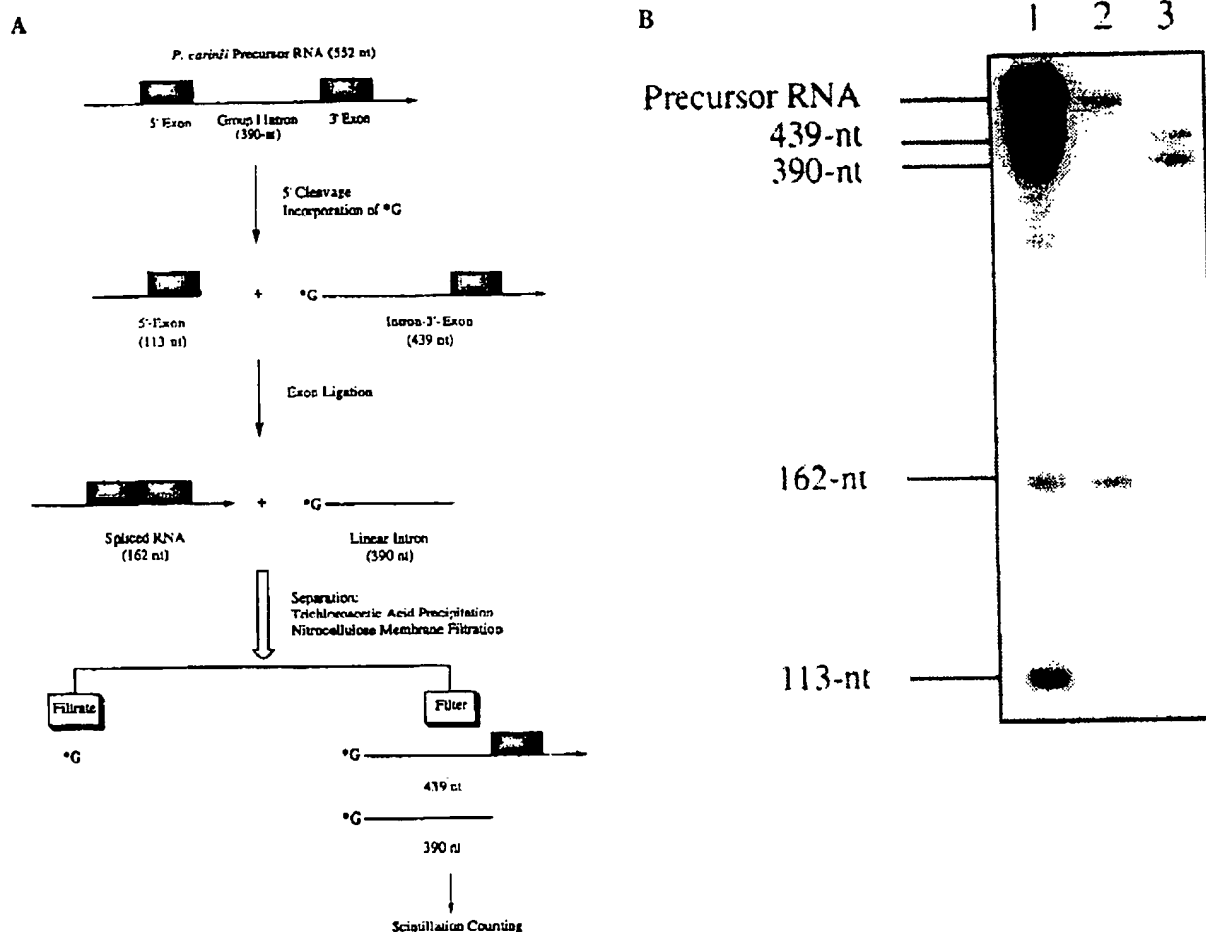 A
P. carinii Precursor RNA (552 nt)
5' Exon
Group I Intron
(390-nt)
3' Exon
5' Cleavage
Incorporation of *G
+
*G
5'-Exon
(113 nt)
Intron-3'-Exon
(439 nt)
Exon Ligation
+
*G
Spliced RNA
(162 nt)
Linear Intron
(390 nt)
Separation:
Trichloroacetic Acid Precipitation
Nitrocellulose Membrane Filtration
Filtrate
Filter
*G
*G
439 nt
*G
390 nt
Scintillation Counting
B
1 2 3
Precursor RNA
439-nt
390-nt
162-nt
113-nt